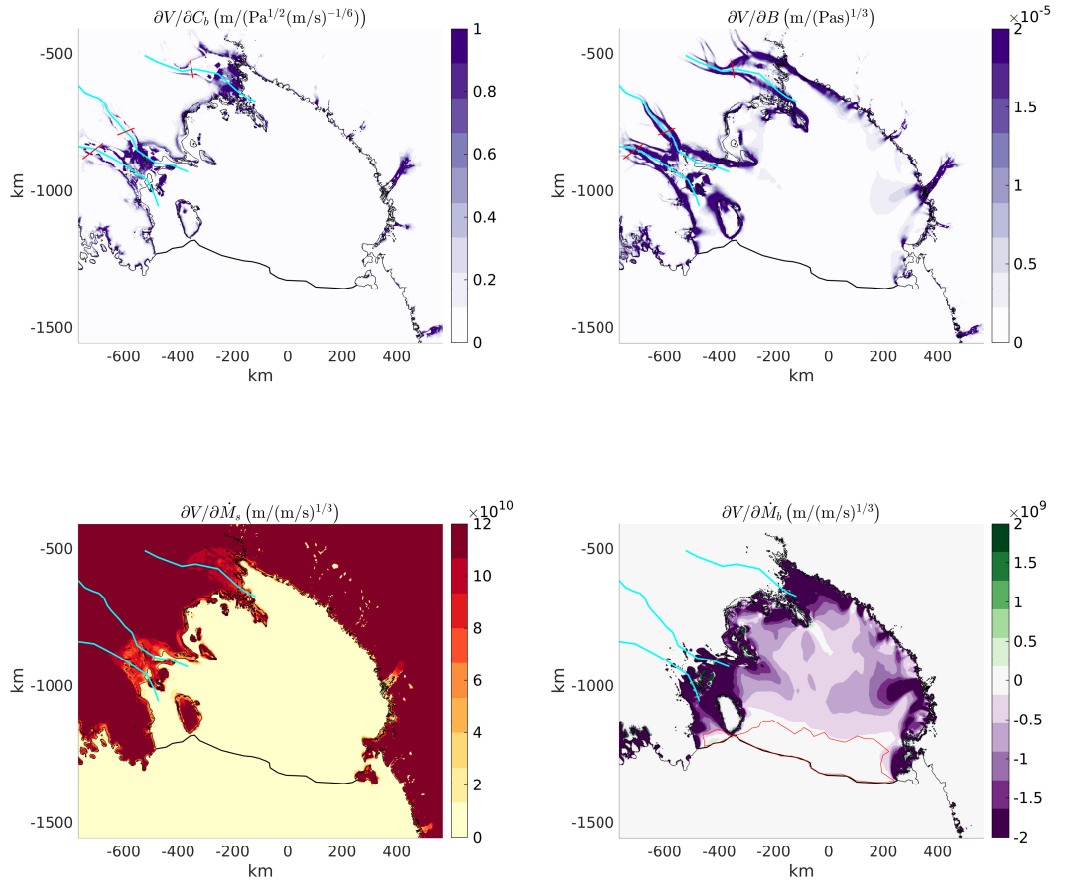 ∂V/∂C_b (m/(Pa^{1/2}(m/s)^{-1/6})
-500
-1000
-1500
km
-600 -400 -200 0 200 400
km
1
0.8
0.6
0.4
0.2
0
∂V/∂B (m/(Pas)^{1/3})
-500
-1000
-1500
km
-600 -400 -200 0 200 400
km
×10^{-5}
2
1.5
1
0.5
0
∂V/∂Ṁ_s (m/(m/s)^{1/3})
-500
-1000
-1500
km
-600 -400 -200 0 200 400
km
×10^{10}
12
10
8
6
4
2
0
∂V/∂Ṁ_b (m/(m/s)^{1/3})
-500
-1000
-1500
km
-600 -400 -200 0 200 400
km
×10^{9}
2
1.5
1
0.5
0
-0.5
-1
-1.5
-2